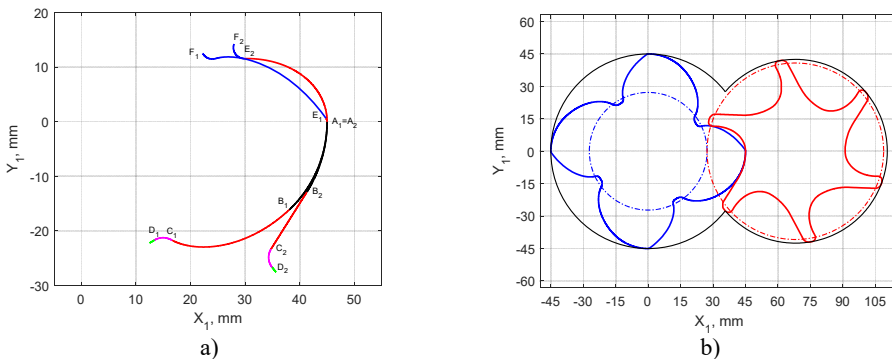 20
F1
F2
E2
10
E1
A1=A2
0
Y1, mm
-10
B1
B2
D1
C1
-20
C2
D2
-30
0 10 20 30 40 50
X1, mm
a)
60
45
30
15
0
Y1, mm
-15
-30
-45
-60
-45 -30 -15 0 15 30 45 60 75 90 105
X1, mm
b)